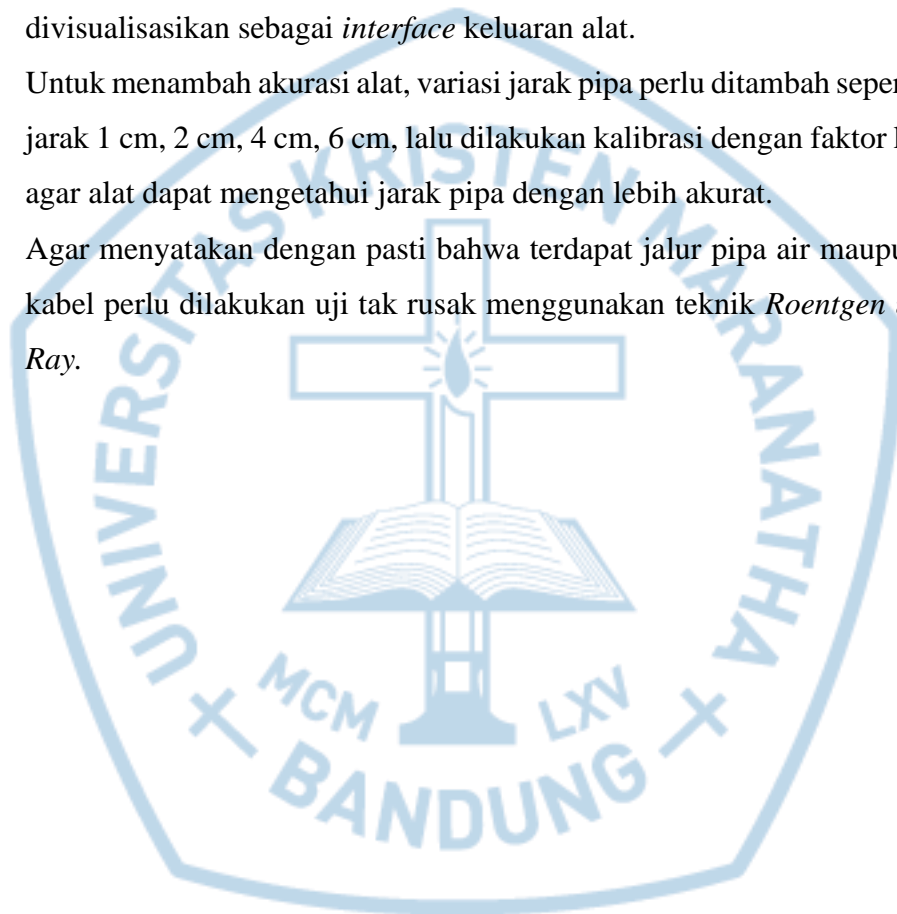 divisualisasikan sebagai interface keluaran alat.
Untuk menambah akurasi alat, variasi jarak pipa perlu ditambah seper
jarak 1 cm, 2 cm, 4 cm, 6 cm, lalu dilakukan kalibrasi dengan faktor
agar alat dapat mengetahui jarak pipa dengan lebih akurat.
Agar menyatakan dengan pasti bahwa terdapat jalur pipa air maupu
kabel perlu dilakukan uji tak rusak menggunakan teknik Roentgen
Ray.
UNIVERSITAS KRISTEN MARANATHA
MCM LXV
BANDUNG